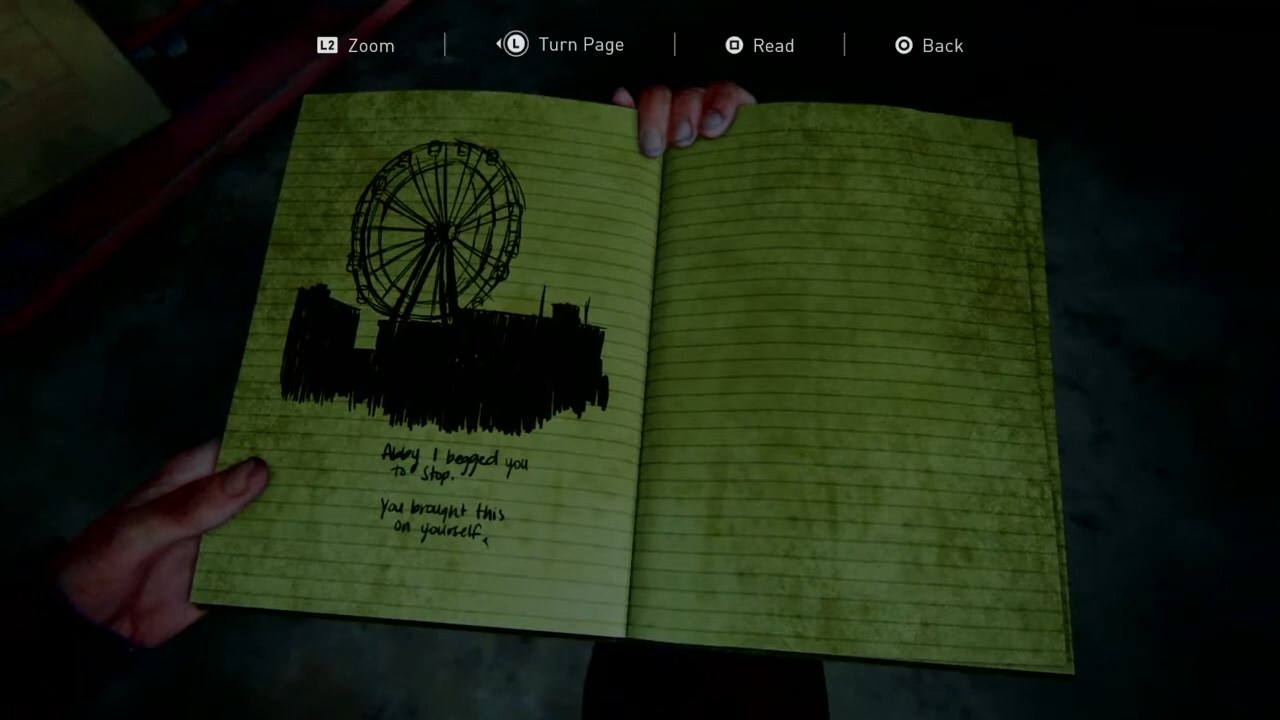 L2 Zoom | L Turn Page | Read | Back
Abby I begged you
to stop.
You brought this
on yourself.